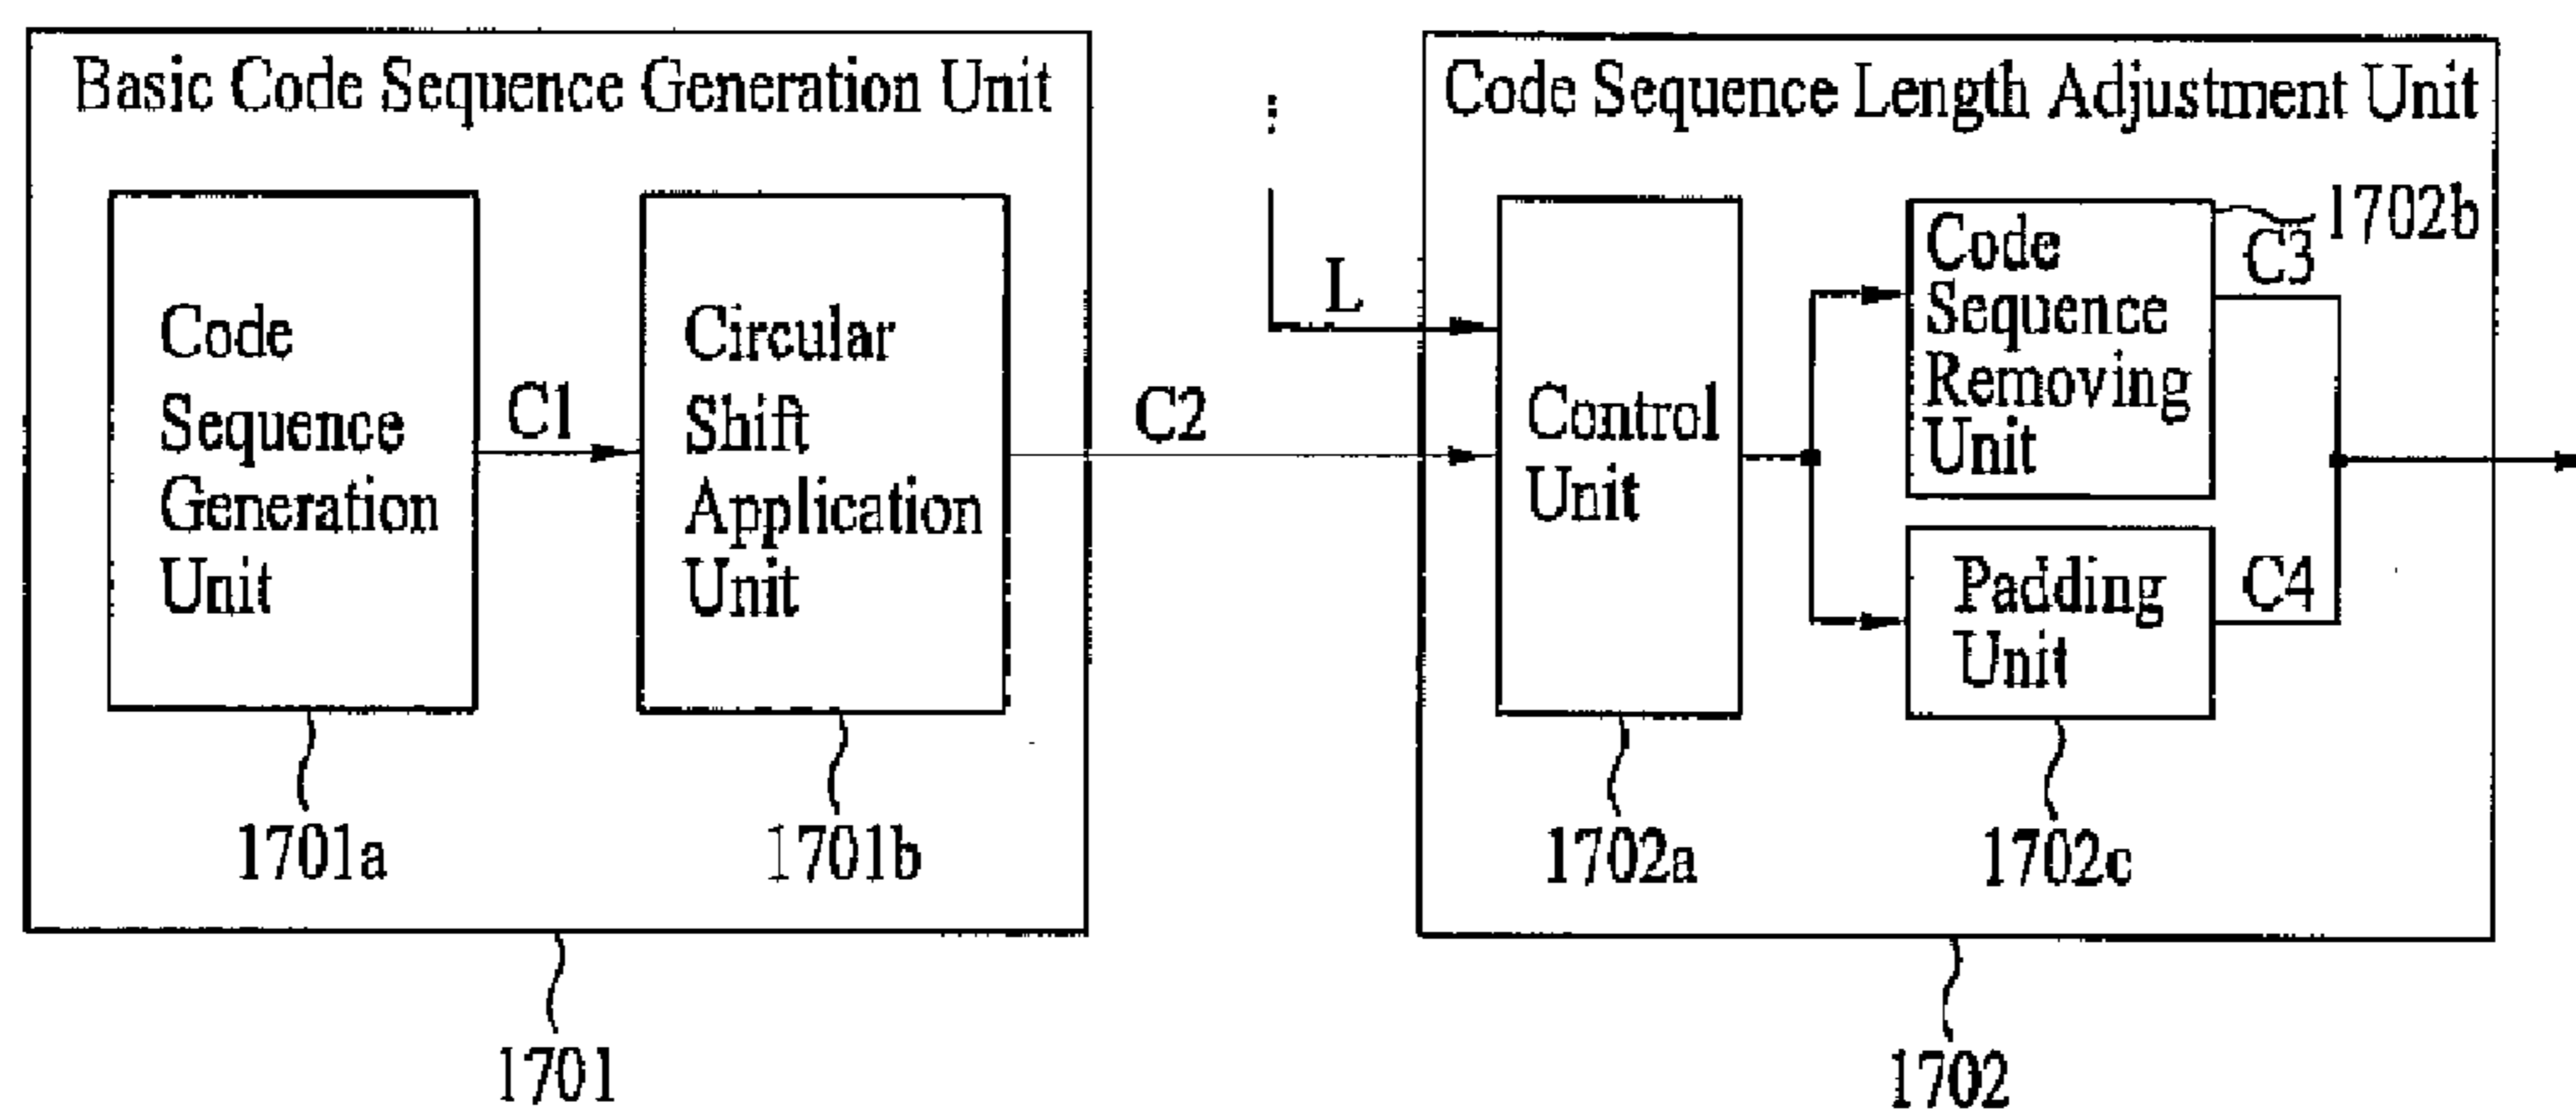 Basic Code Sequence Generation Unit
Code
Sequence
Generation
Unit
C1
Circular
Shift
Application
Unit
1701a
1701b
1701
C2
L
Code Sequence Length Adjustment Unit
Control
Unit
Code
Sequence
Removing
Unit
1702b
C3
Padding
Unit
C4
1702a
1702c
1702